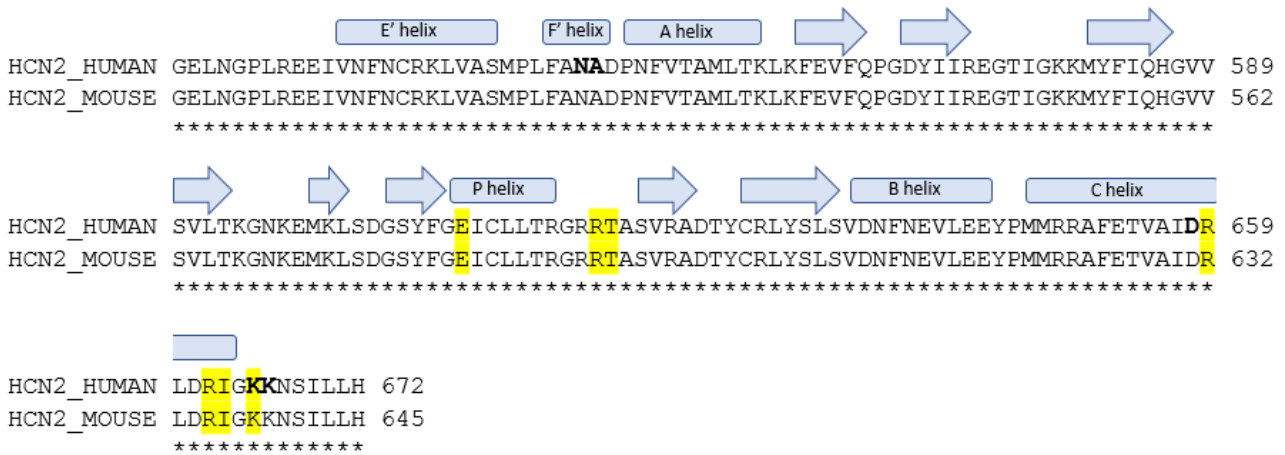 E' helix F' helix A helix
HCN2_HUMAN GELNGPLREEIVNFNCRKLVASMPLFANADPNFVTAMLTKLKFEVFQPGDYIIREGTIGKKMYFIQHGVV 589
HCN2_MOUSE GELNGPLREEIVNFNCRKLVASMPLFANADPNFVTAMLTKLKFEVFQPGDYIIREGTIGKKMYFIQHGVV 562
**********************************************************************
P helix B helix C helix
HCN2_HUMAN SVLTKGNKEMKLSDGSYFGEICLLTRGRRTASVRADTYCRLYSLSVDNFNEVLEEYPMMRRAFETVAIDR 659
HCN2_MOUSE SVLTKGNKEMKLSDGSYFGEICLLTRGRRTASVRADTYCRLYSLSVDNFNEVLEEYPMMRRAFETVAIDR 632
**********************************************************************
HCN2_HUMAN LDRIGKKNSILLH 672
HCN2_MOUSE LDRIGKKNSILLH 645
*************